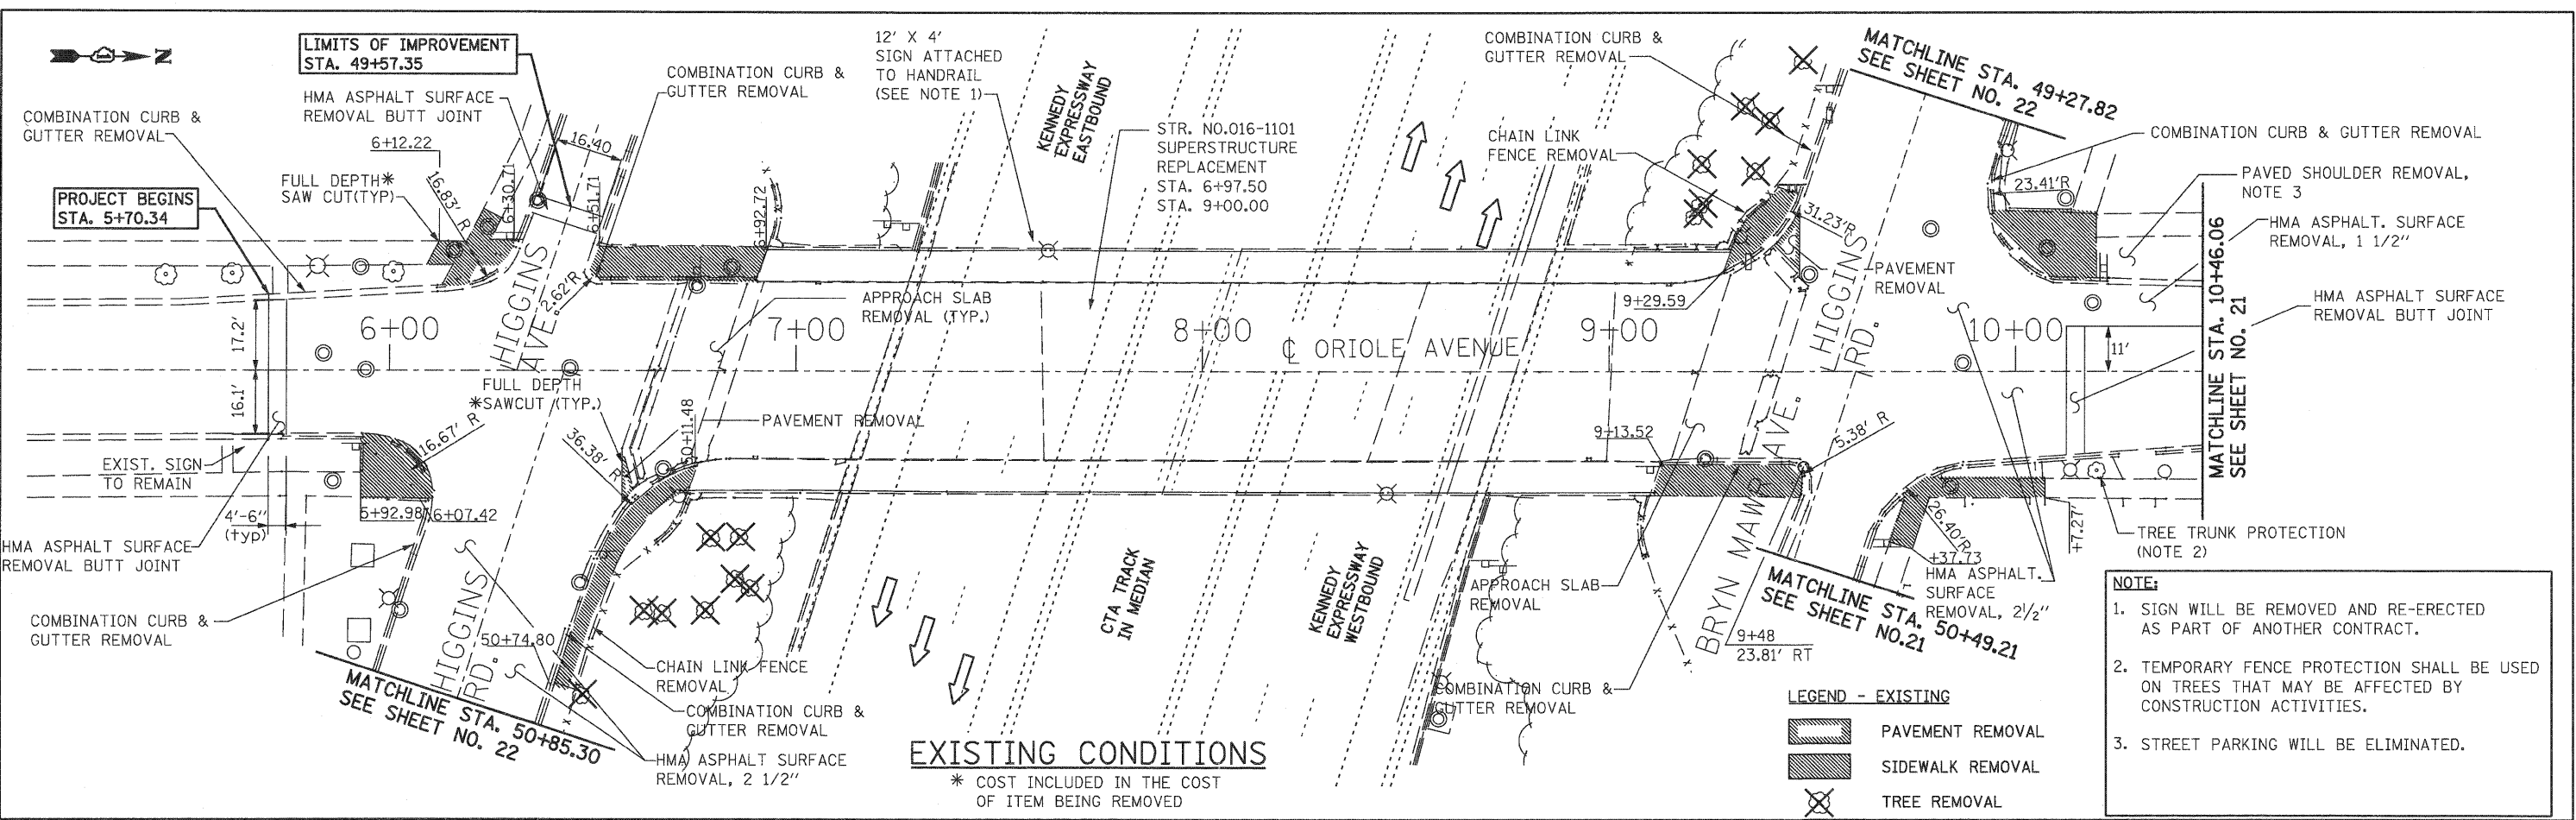 N
LIMITS OF IMPROVEMENT
STA. 49+57.35
COMBINATION CURB &
GUTTER REMOVAL
HMA ASPHALT SURFACE
REMOVAL BUTT JOINT
COMBINATION CURB &
GUTTER REMOVAL
12' X 4'
SIGN ATTACHED
TO HANDRAIL
(SEE NOTE 1)
KENNEDY
EXPRESSWAY
EASTBOUND
STR. NO.016-1101
SUPERSTRUCTURE
REPLACEMENT
STA. 6+97.50
STA. 9+00.00
COMBINATION CURB &
GUTTER REMOVAL
CHAIN LINK
FENCE REMOVAL
MATCHLINE STA. 49+27.82
SEE SHEET NO. 22
COMBINATION CURB & GUTTER REMOVAL
PAVED SHOULDER REMOVAL,
NOTE 3
HMA ASPHALT. SURFACE
REMOVAL, 1 1/2"
HMA ASPHALT SURFACE
REMOVAL BUTT JOINT
MATCHLINE STA. 10+46.06
SEE SHEET NO. 21
PROJECT BEGINS
STA. 5+70.34
6+12.22
FULL DEPTH*
SAW CUT(TYP)
16.83' R
6+30.71
16.40
6+51.71
6+92.72
31.23'R
23.41'R
PAVEMENT
REMOVAL
9+29.59
2.62'R
HIGGINS
AVE.
APPROACH SLAB
REMOVAL (TYP.)
17.2'
16.1'
6+00
7+00
8+00
9+00
10+00
℄ ORIOLE AVENUE
HIGGINS
RD.
11'
FULL DEPTH
*SAWCUT (TYP.)
PAVEMENT REMOVAL
36.38' R
50+11.48
16.67' R
EXIST. SIGN
TO REMAIN
4'-6"
(typ)
5+92.98
6+07.42
HMA ASPHALT SURFACE
REMOVAL BUTT JOINT
COMBINATION CURB &
GUTTER REMOVAL
HIGGINS
RD.
50+74.80
MATCHLINE STA. 50+85.30
SEE SHEET NO. 22
CHAIN LINK FENCE
REMOVAL
COMBINATION CURB &
GUTTER REMOVAL
HMA ASPHALT SURFACE
REMOVAL, 2 1/2"
CTA TRACK
IN MEDIAN
KENNEDY
EXPRESSWAY
WESTBOUND
9+13.52
5.38' R
APPROACH SLAB
REMOVAL
COMBINATION CURB &
GUTTER REMOVAL
BRYN MAWR AVE.
9+48
23.81' RT
MATCHLINE STA. 50+49.21
SEE SHEET NO.21
26.40'R
+37.73
+7.27'
HMA ASPHALT.
SURFACE
REMOVAL, 2 1/2"
TREE TRUNK PROTECTION
(NOTE 2)
EXISTING CONDITIONS
* COST INCLUDED IN THE COST
OF ITEM BEING REMOVED
LEGEND - EXISTING
PAVEMENT REMOVAL
SIDEWALK REMOVAL
TREE REMOVAL
NOTE:
1. SIGN WILL BE REMOVED AND RE-ERECTED
AS PART OF ANOTHER CONTRACT.
2. TEMPORARY FENCE PROTECTION SHALL BE USED
ON TREES THAT MAY BE AFFECTED BY
CONSTRUCTION ACTIVITIES.
3. STREET PARKING WILL BE ELIMINATED.